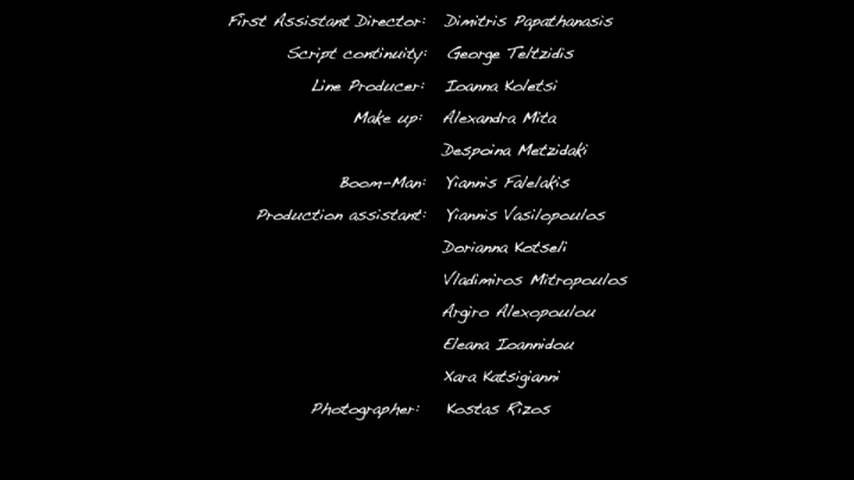 First Assistant Director: Dimitris Papathanasis
Script continuity: George Teltzidis
Line Producer: Ioanna Koletsi
Make up: Alexandra Mita
Despoina Metzidaki
Boom-Man: Yiannis Falelakis
Production assistant: Yiannis Vasilopoulos
Dorianna Kotseli
Vladimiros Mitropoulos
Argiro Alexopoulou
Eleana Ioannidou
Xara Katsigianni
Photographer: Kostas Rizos